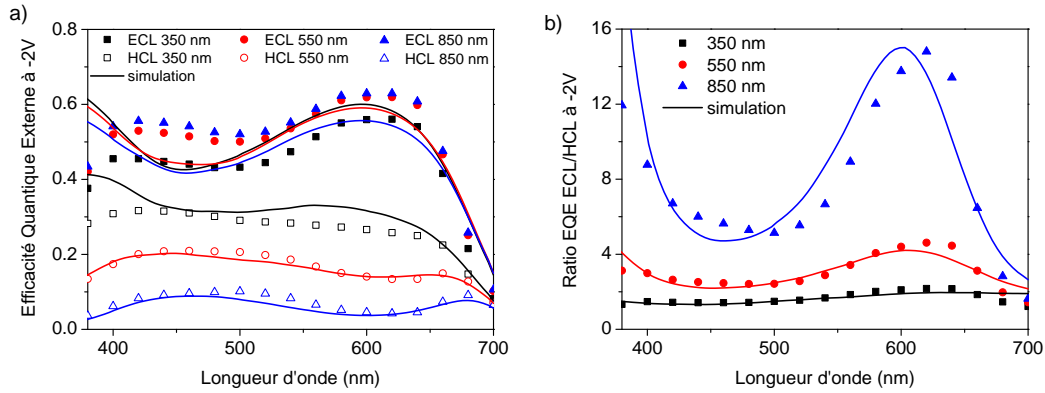 a)
Efficacité Quantique Externe à -2V
0.8
0.6
0.4
0.2
0.0
ECL 350 nm ECL 550 nm ECL 850 nm
HCL 350 nm HCL 550 nm HCL 850 nm
simulation
400 500 600 700
Longueur d'onde (nm)
b)
Ratio EQE ECL/HCL à -2V
16
12
8
4
0
350 nm
550 nm
850 nm
simulation
400 500 600 700
Longueur d'onde (nm)